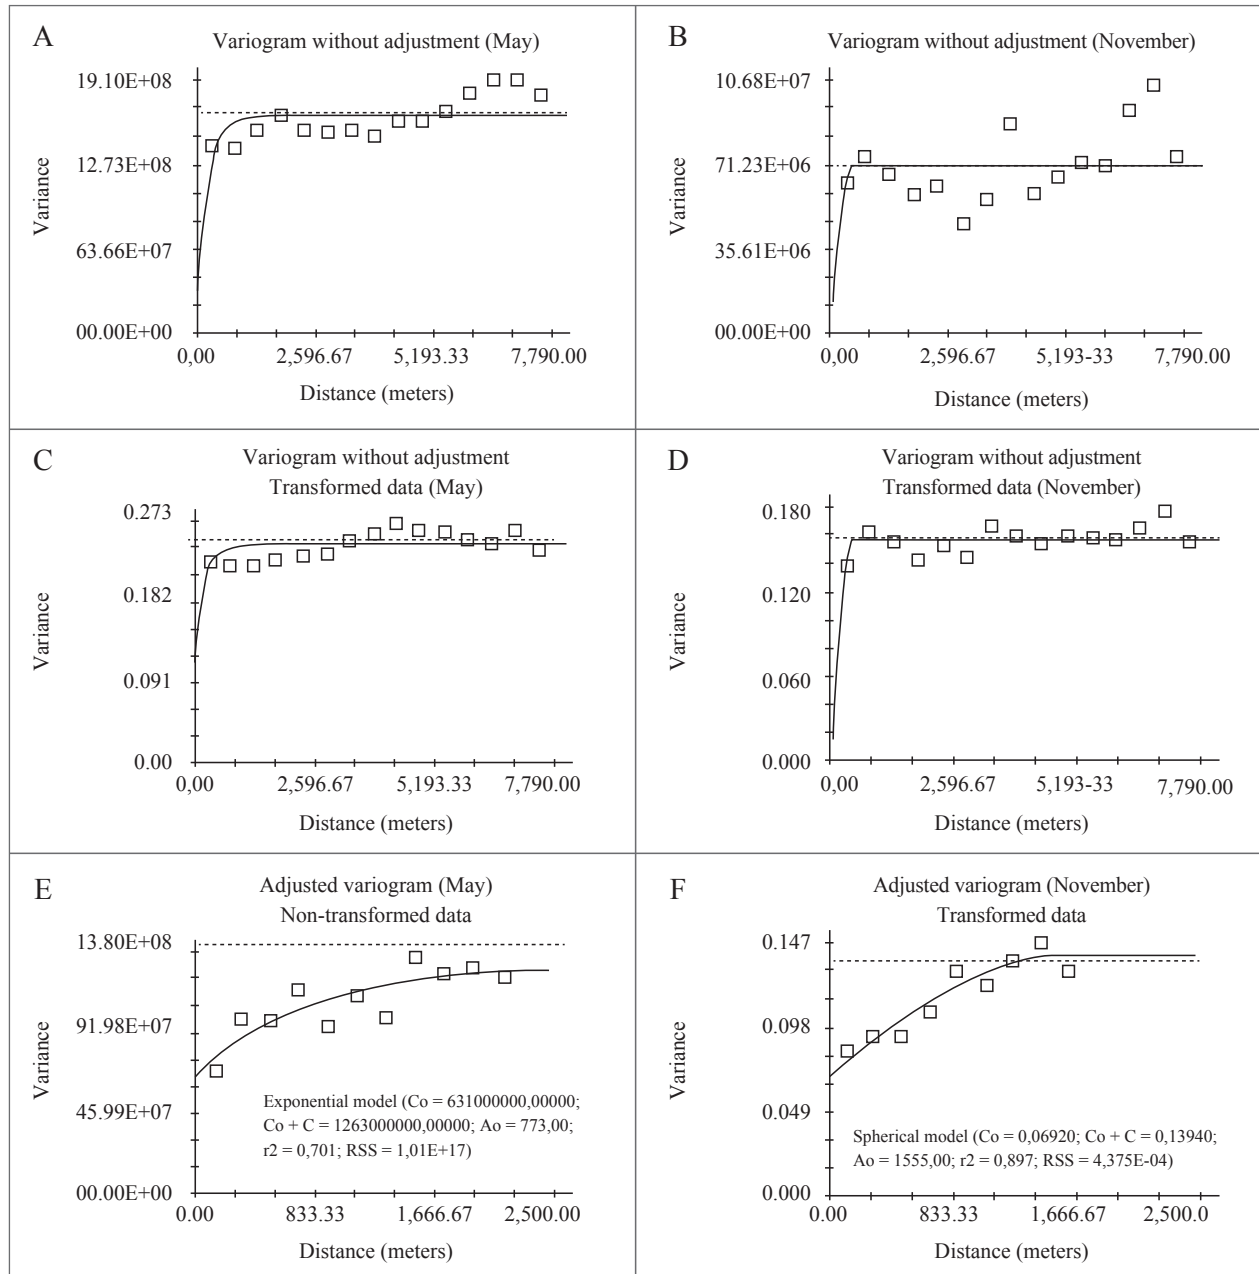 A
Variogram without adjustment (May)
19.10E+08
12.73E+08
63.66E+07
00.00E+00
Variance
0,00
2,596.67
5,193.33
7,790.00
Distance (meters)
B
Variogram without adjustment (November)
10.68E+07
71.23E+06
35.61E+06
00.00E+00
Variance
0,00
2,596.67
5,193-33
7,790.00
Distance (meters)
C
Variogram without adjustment
Transformed data (May)
0.273
0.182
0.091
0.00
Variance
0,00
2,596.67
5,193.33
7,790.00
Distance (meters)
D
Variogram without adjustment
Transformed data (November)
0.180
0.120
0.060
0.000
Variance
0,00
2,596.67
5,193-33
7,790.00
Distance (meters)
E
Adjusted variogram (May)
Non-transformed data
13.80E+08
91.98E+07
45.99E+07
00.00E+00
Variance
Exponential model (Co = 631000000,00000;
Co + C = 1263000000,00000; Ao = 773,00;
r2 = 0,701; RSS = 1,01E+17)
0.00
833.33
1,666.67
2,500.00
Distance (meters)
F
Adjusted variogram (November)
Transformed data
0.147
0.098
0.049
0.000
Variance
Spherical model (Co = 0,06920; Co + C = 0,13940;
Ao = 1555,00; r2 = 0,897; RSS = 4,375E-04)
0.00
833.33
1,666.67
2,500.0
Distance (meters)